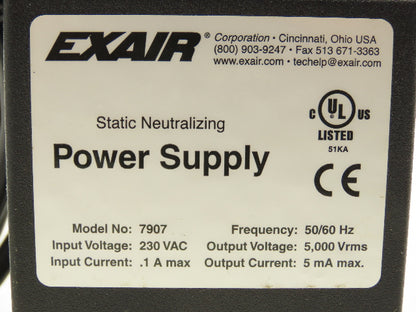 EXAIR® Corporation • Cincinnati, Ohio USA
(800) 903-9247 • Fax 513 671-3363
www.exair.com • techelp@exair.com
Static Neutralizing
Power Supply
C UL US
LISTED
51KA
CE
Model No: 7907 Frequency: 50/60 Hz
Input Voltage: 230 VAC Output Voltage: 5,000 Vrms
Input Current: .1 A max Output Current: 5 mA max.